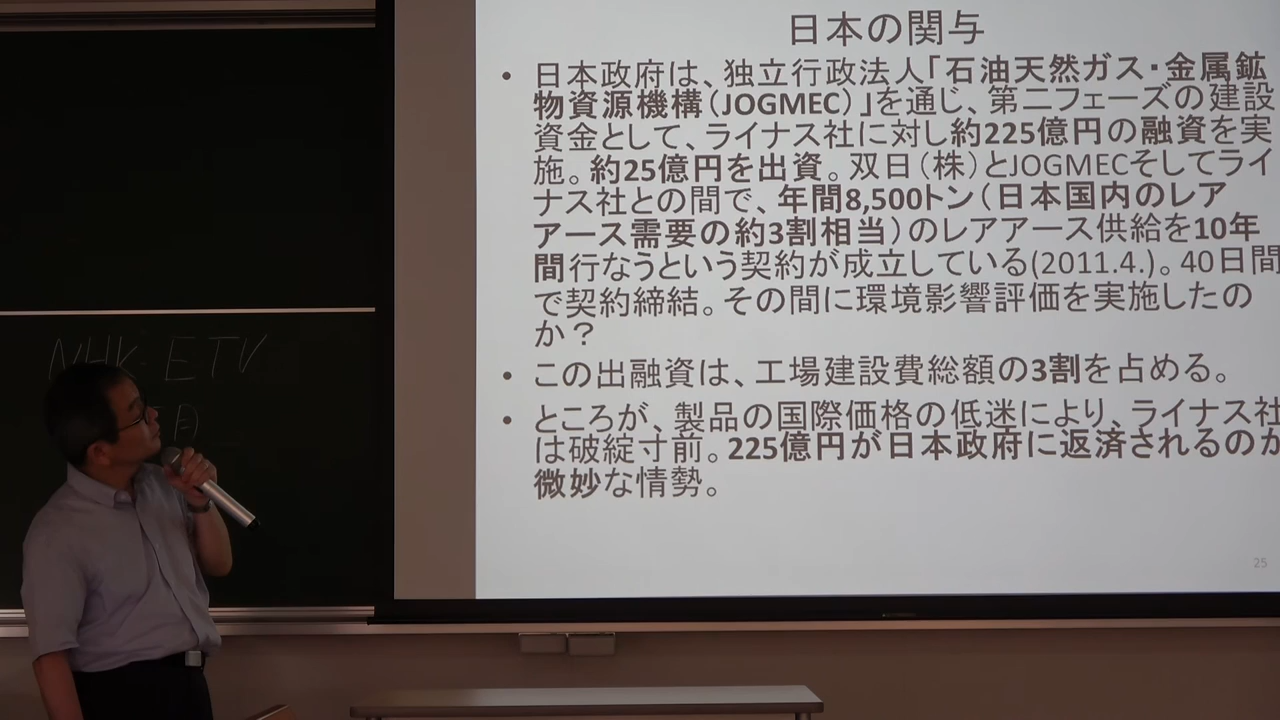 日本の関与
• 日本政府は、独立行政法人「石油天然ガス・金属鉱
物資源機構（JOGMEC）」を通じ、第二フェーズの建設
資金として、ライナス社に対し約225億円の融資を実
施。約25億円を出資。双日（株）とJOGMECそしてライ
ナス社との間で、年間8,500トン（日本国内のレア
アース需要の約3割相当）のレアアース供給を10年
間行なうという契約が成立している(2011.4.)。40日間
で契約締結。その間に環境影響評価を実施したの
か？
• この出融資は、工場建設費総額の3割を占める。
• ところが、製品の国際価格の低迷により、ライナス社
は破綻寸前。225億円が日本政府に返済されるのか
微妙な情勢。
25
NHK ETV